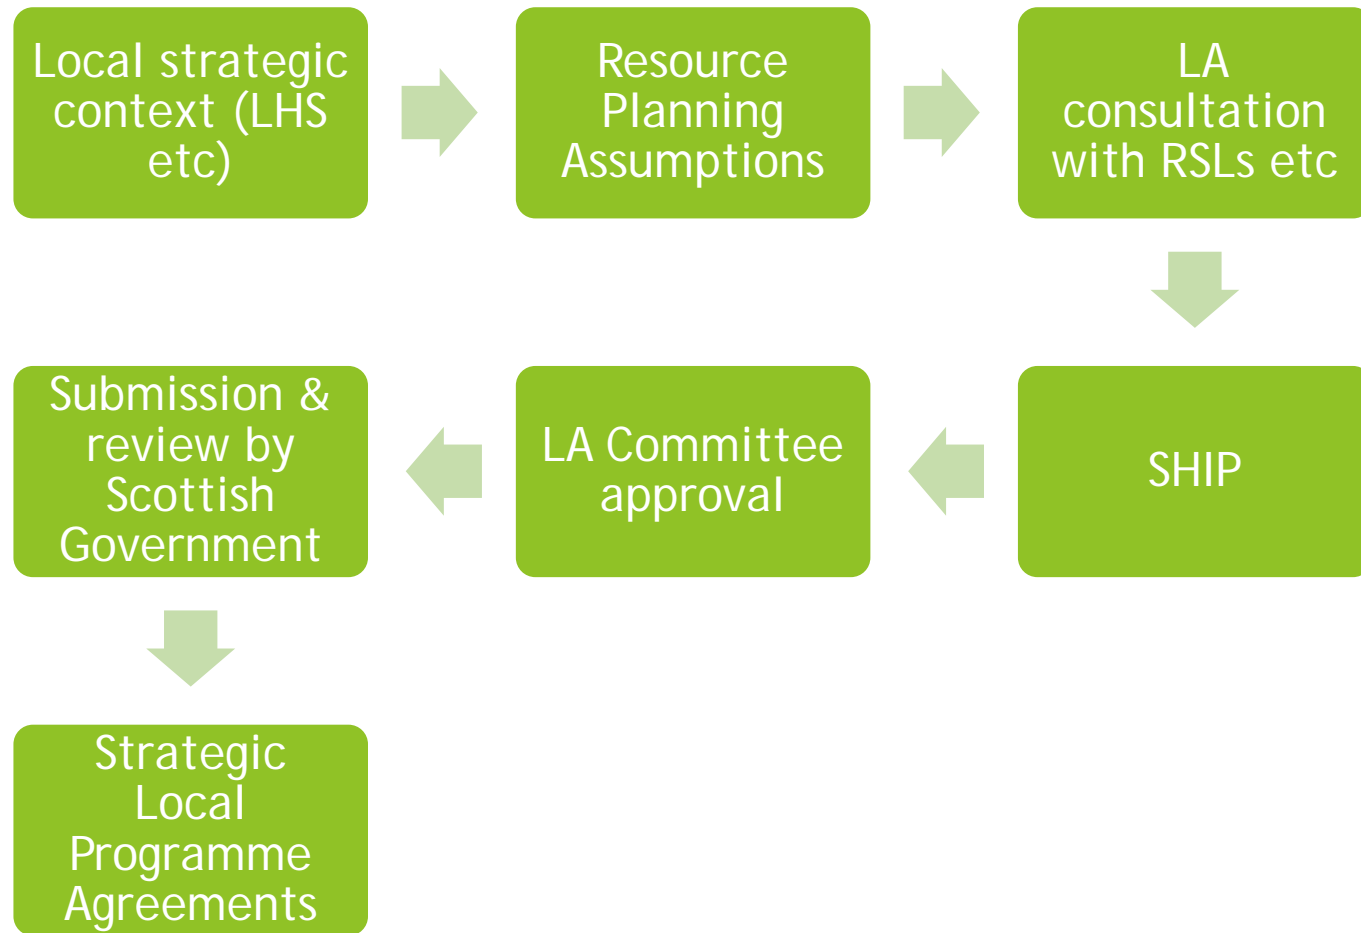 Local strategic
context (LHS
etc)
Resource
Planning
Assumptions
LA
consultation
with RSLs etc
SHIP
LA Committee
approval
Submission &
review by
Scottish
Government
Strategic
Local
Programme
Agreements